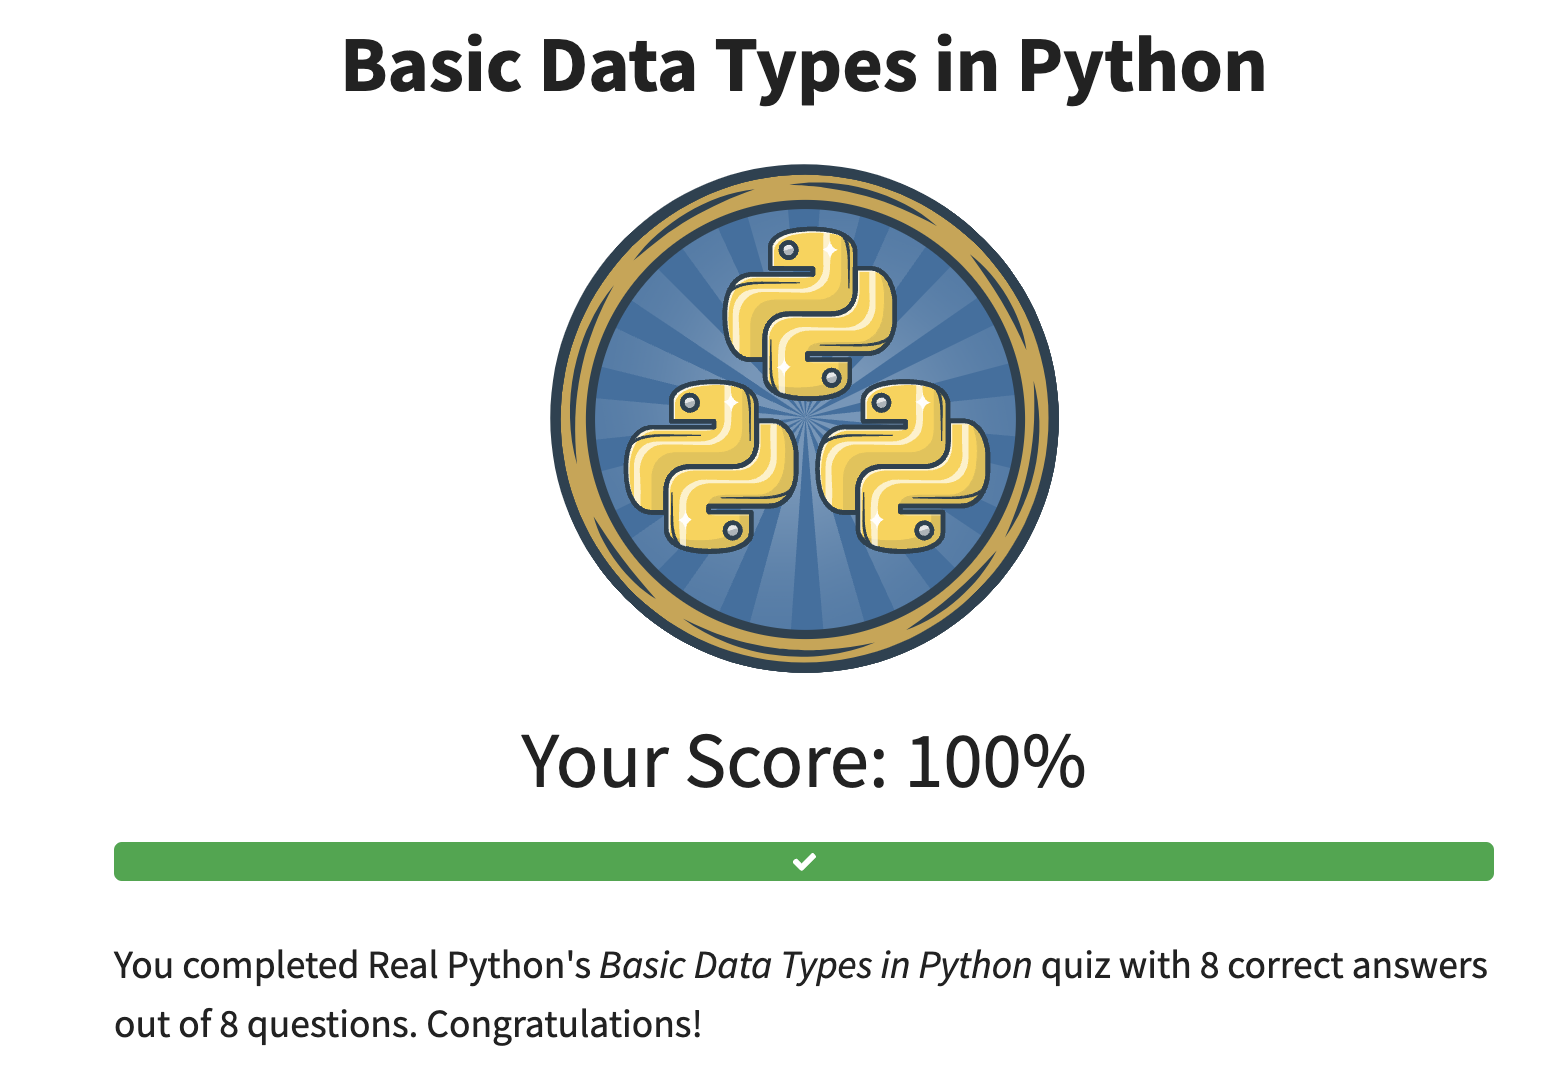 Basic Data Types in Python
Your Score: 100%
You completed Real Python's Basic Data Types in Python quiz with 8 correct answers
out of 8 questions. Congratulations!